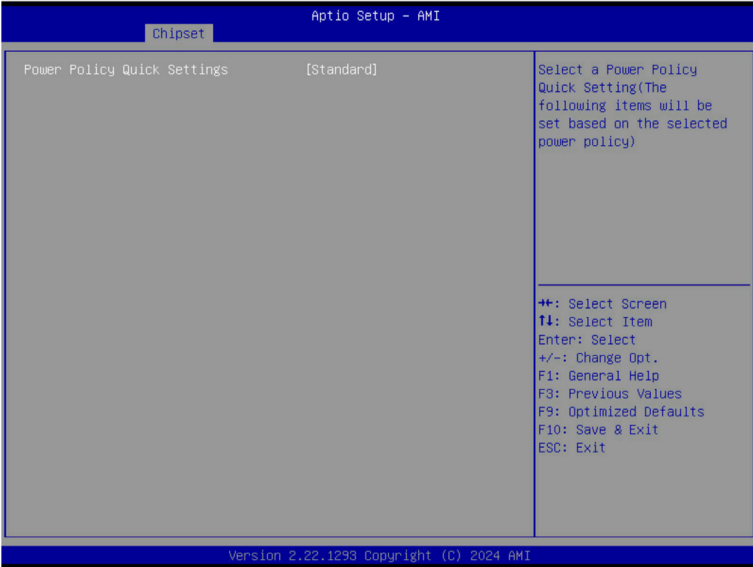 Aptio Setup – AMI
Chipset
Power Policy Quick Settings [Standard]
Select a Power Policy
Quick Setting(The
following items will be
set based on the selected
power policy)
→←: Select Screen
↑↓: Select Item
Enter: Select
+/-: Change Opt.
F1: General Help
F3: Previous Values
F9: Optimized Defaults
F10: Save & Exit
ESC: Exit
Version 2.22.1293 Copyright (C) 2024 AMI